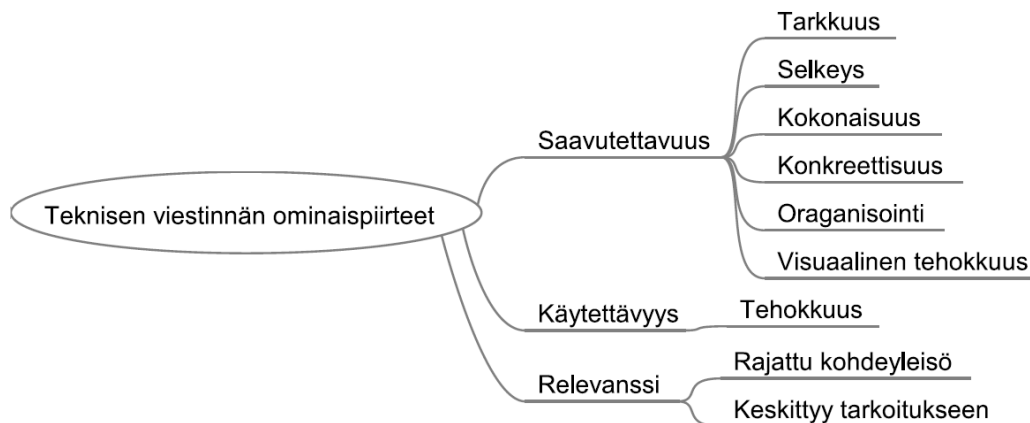 Teknisen viestinnän ominaispiirteet
Saavutettavuus
Tarkkuus
Selkeys
Kokonaisuus
Konkreettisuus
Oraganisointi
Visuaalinen tehokkuus
Käytettävyys
Tehokkuus
Relevanssi
Rajattu kohdeyleisö
Keskittyy tarkoitukseen